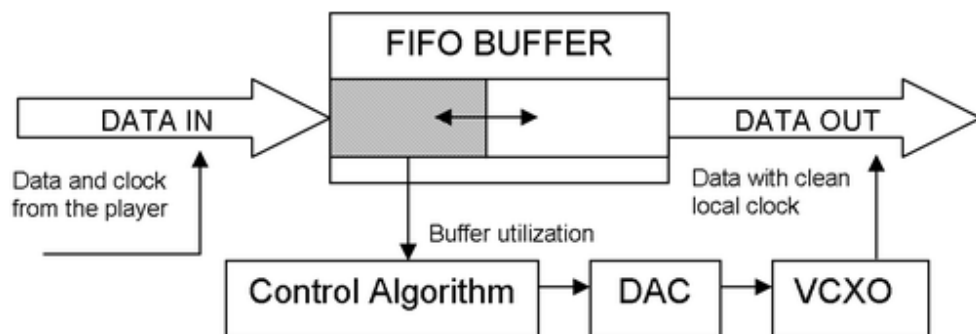 FIFO BUFFER
DATA IN
DATA OUT
Data and clock
from the player
Data with clean
local clock
Buffer utilization
Control Algorithm
DAC
VCXO